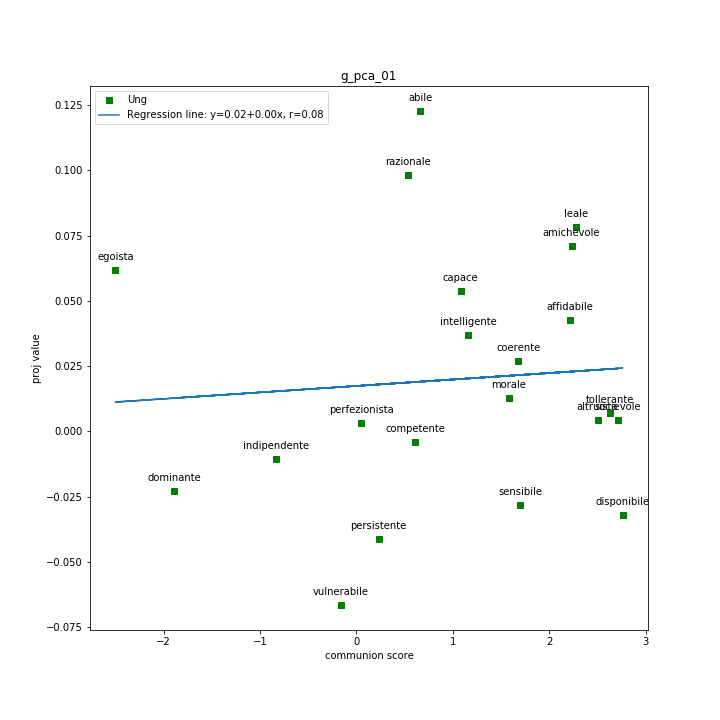 g_pca_01
Ung
Regression line: y=0.02+0.00x, r=0.08
abile
razionale
leale
amichevole
egoista
capace
affidabile
intelligente
coerente
morale
tollerante
perfezionista
competente
indipendente
dominante
sensibile
disponibile
persistente
vulnerabile
0.125
0.100
0.075
0.050
0.025
0.000
−0.025
−0.050
−0.075
proj value
−2
−1
0
1
2
3
communion score